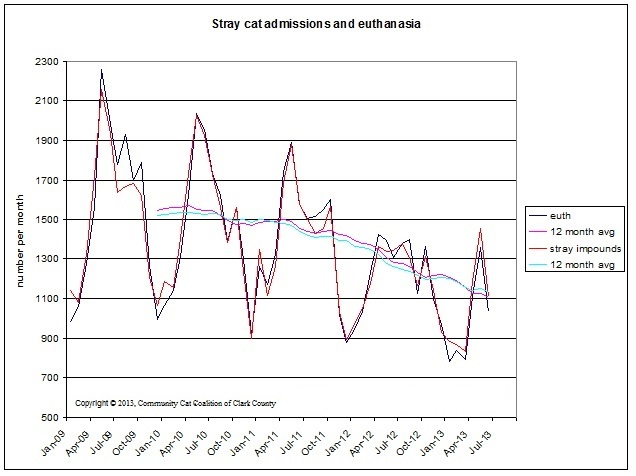 Stray cat admissions and euthanasia
number per month
2300
2100
1900
1700
1500
1300
1100
900
700
500
Jan-09
Apr-09
Jul-09
Oct-09
Jan-10
Apr-10
Jul-10
Oct-10
Jan-11
Apr-11
Jul-11
Oct-11
Jan-12
Apr-12
Jul-12
Oct-12
Jan-13
Apr-13
Jul-13
euth
12 month avg
stray impounds
12 month avg
Copyright © 2013, Community Cat Coalition of Clark County